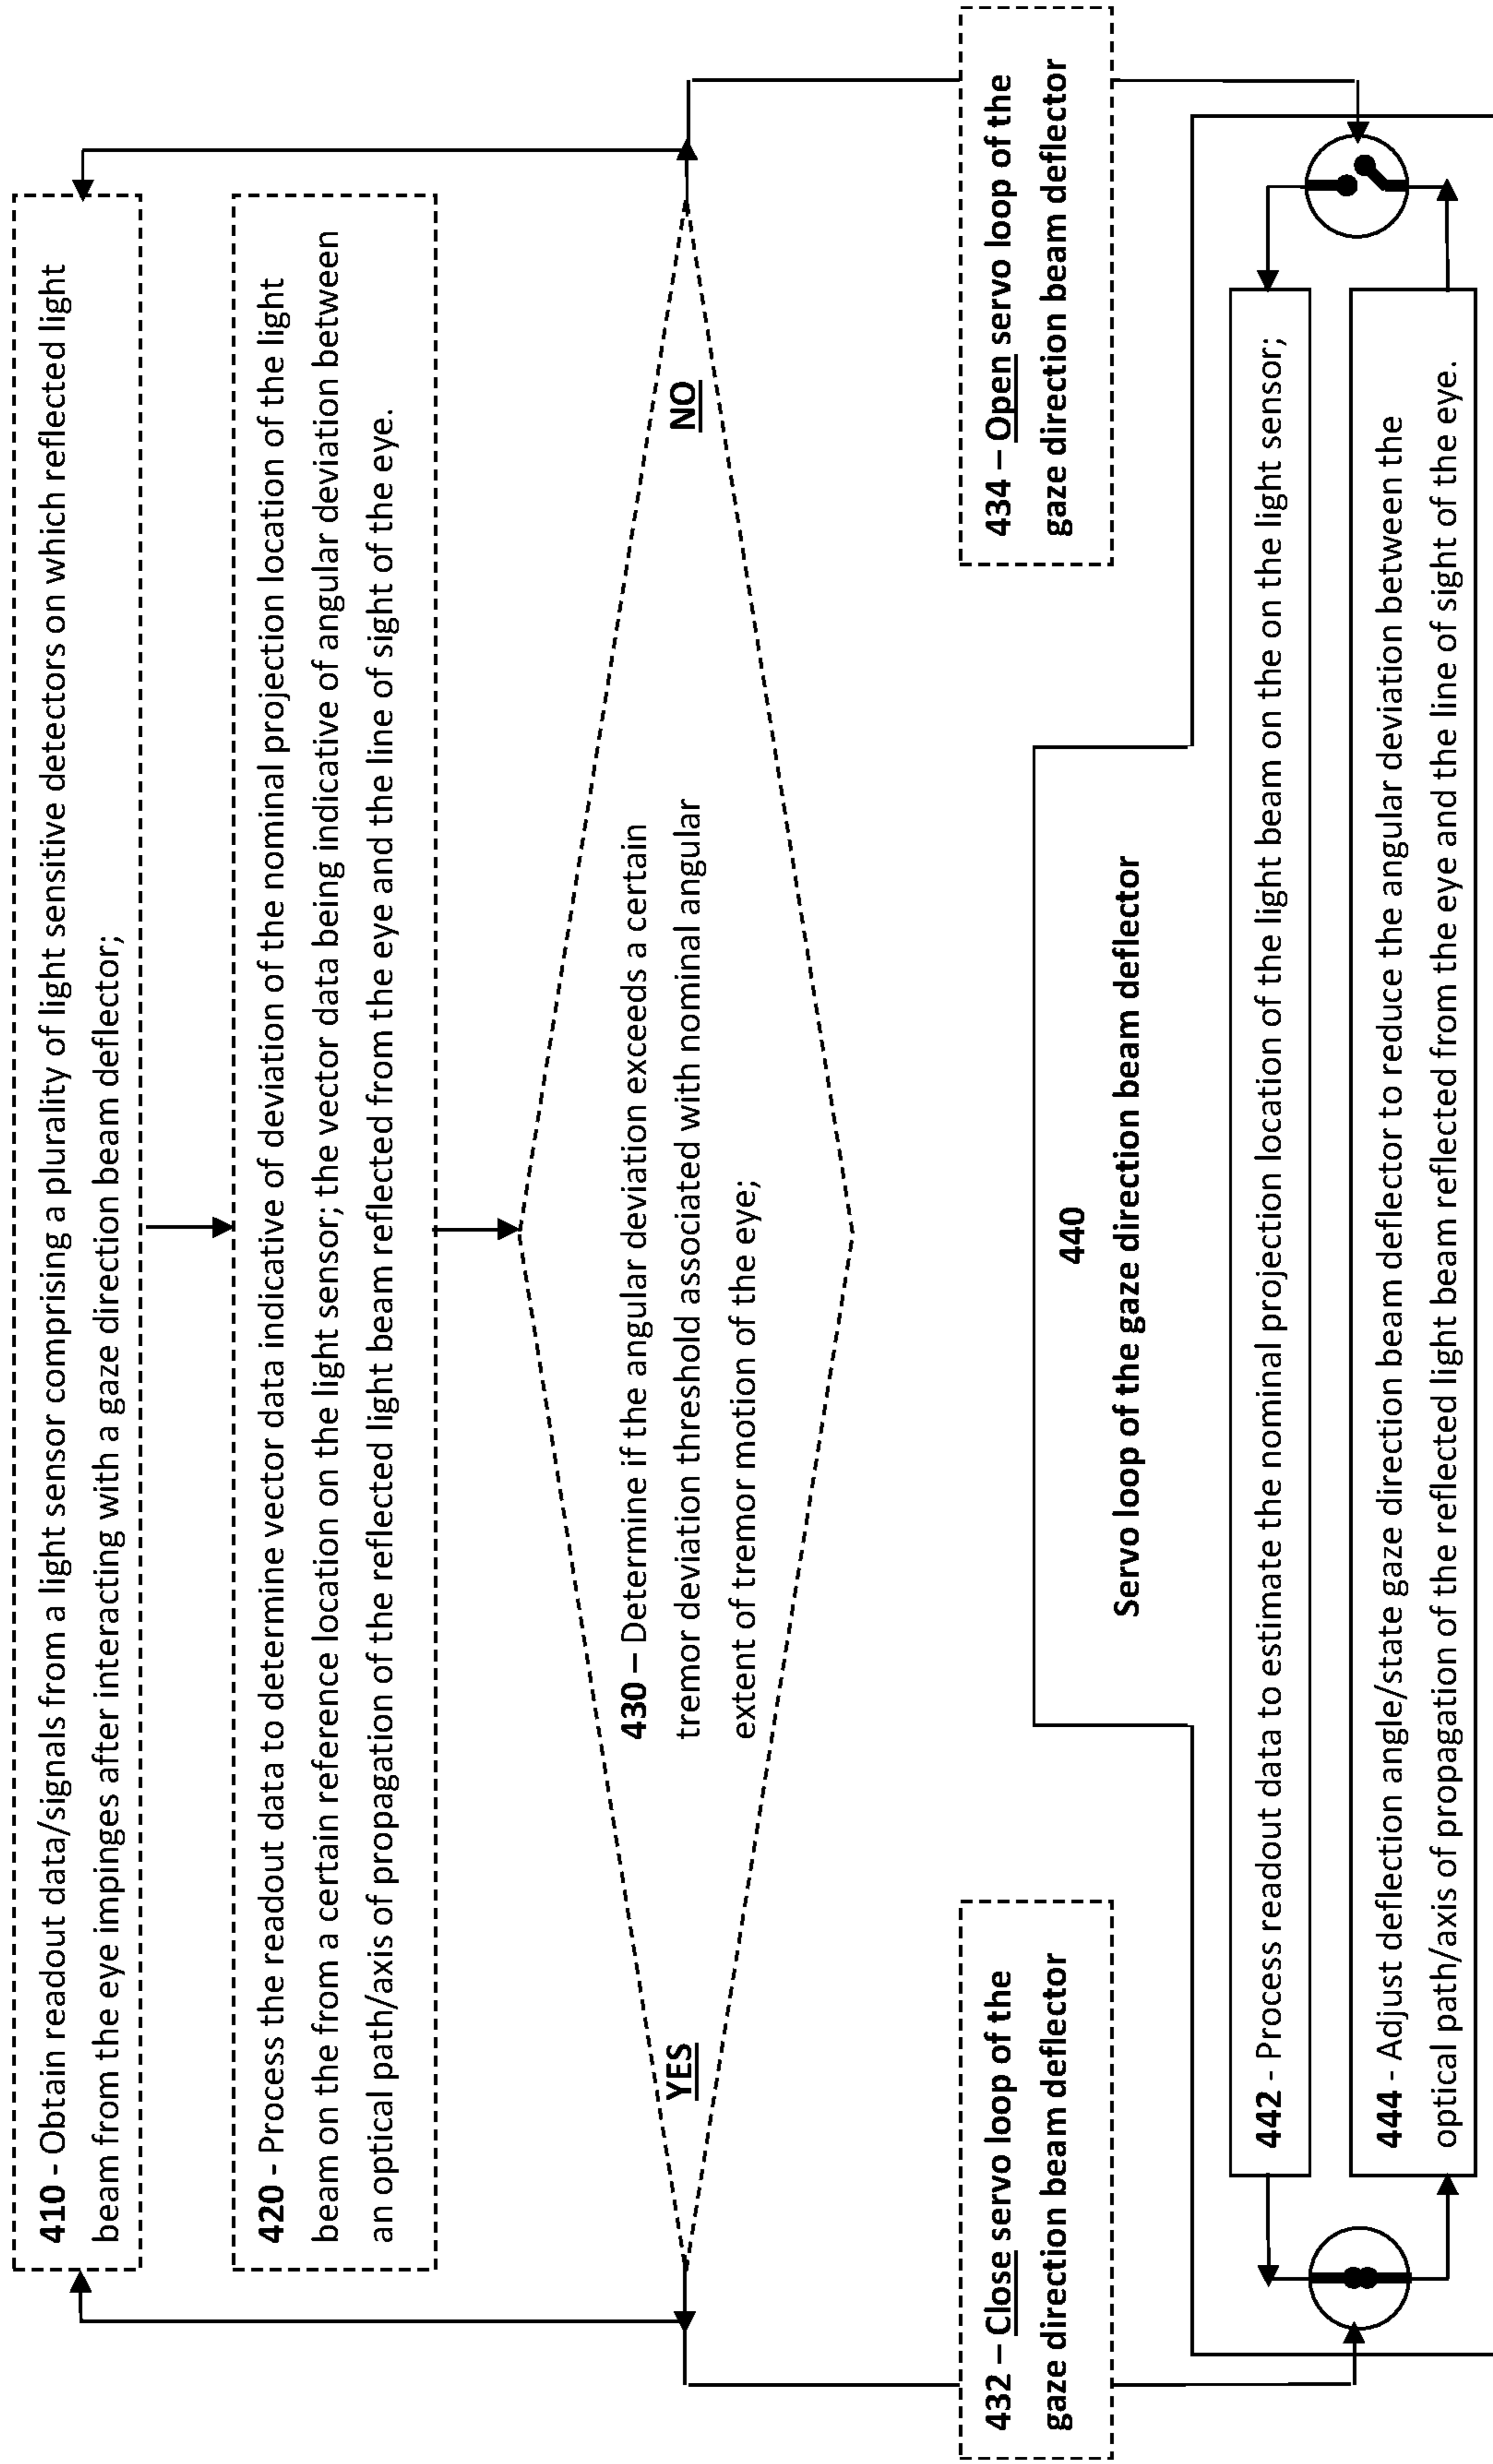 410 - Obtain readout data/signals from a light sensor comprising a plurality of light sensitive detectors on which reflected light
beam from the eye impinges after interacting with a gaze direction beam deflector;
420 - Process the readout data to determine vector data indicative of deviation of the nominal projection location of the light
beam on the from a certain reference location on the light sensor; the vector data being indicative of angular deviation between
an optical path/axis of propagation of the reflected light beam reflected from the eye and the line of sight of the eye.
430 – Determine if the angular deviation exceeds a certain
tremor deviation threshold associated with nominal angular
extent of tremor motion of the eye;
YES
NO
432 – Close servo loop of the
gaze direction beam deflector
434 – Open servo loop of the
gaze direction beam deflector
440
Servo loop of the gaze direction beam deflector
442 - Process readout data to estimate the nominal projection location of the light beam on the on the light sensor;
444 - Adjust deflection angle/state gaze direction beam deflector to reduce the angular deviation between the
optical path/axis of propagation of the reflected light beam reflected from the eye and the line of sight of the eye.